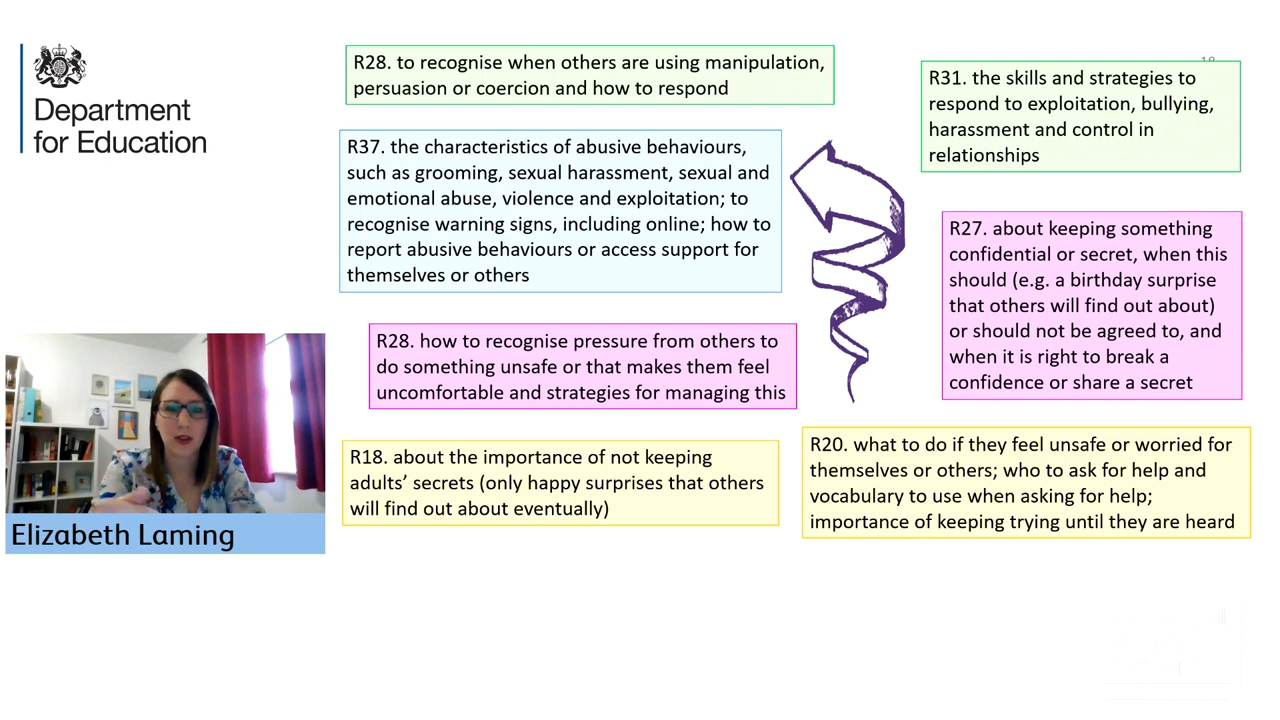 Department
for Education
R28. to recognise when others are using manipulation,
persuasion or coercion and how to respond
18
R31. the skills and strategies to
respond to exploitation, bullying,
harassment and control in
relationships
R37. the characteristics of abusive behaviours,
such as grooming, sexual harassment, sexual and
emotional abuse, violence and exploitation; to
recognise warning signs, including online; how to
report abusive behaviours or access support for
themselves or others
R27. about keeping something
confidential or secret, when this
should (e.g. a birthday surprise
that others will find out about)
or should not be agreed to, and
when it is right to break a
confidence or share a secret
R28. how to recognise pressure from others to
do something unsafe or that makes them feel
uncomfortable and strategies for managing this
R18. about the importance of not keeping
adults’ secrets (only happy surprises that others
will find out about eventually)
R20. what to do if they feel unsafe or worried for
themselves or others; who to ask for help and
vocabulary to use when asking for help;
importance of keeping trying until they are heard
Elizabeth Laming